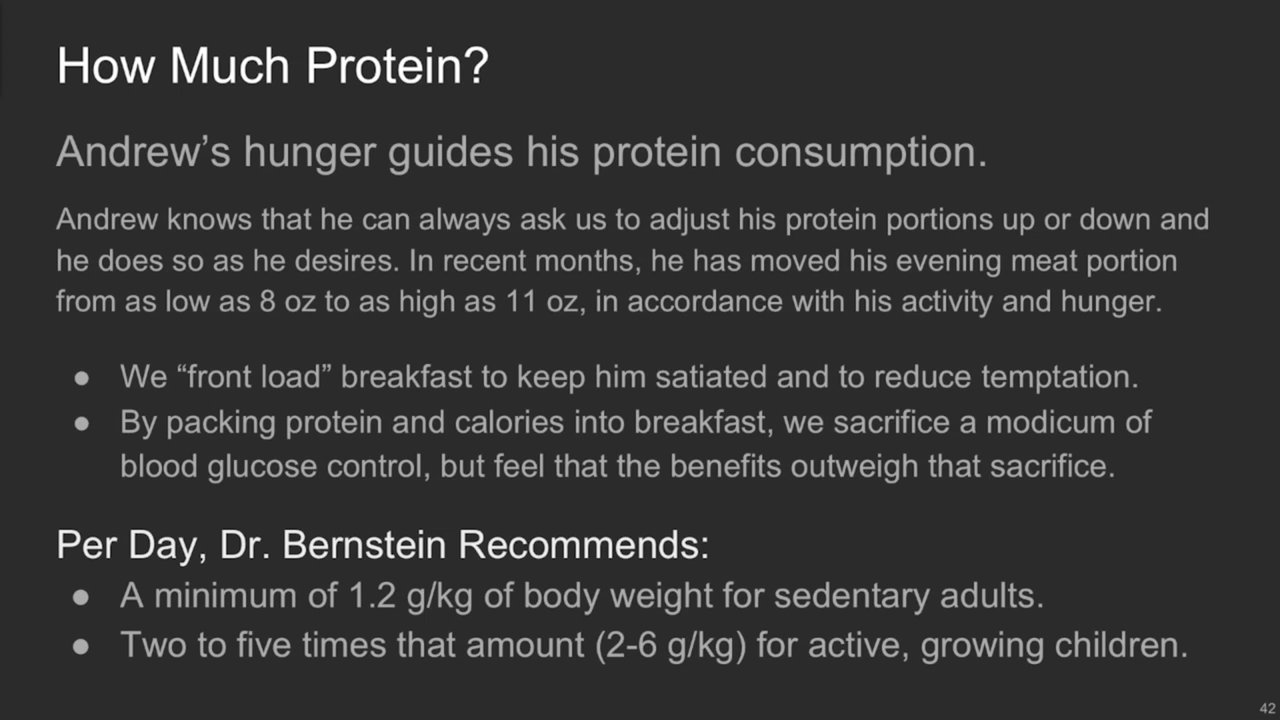 How Much Protein?
Andrew’s hunger guides his protein consumption.
Andrew knows that he can always ask us to adjust his protein portions up or down and
he does so as he desires. In recent months, he has moved his evening meat portion
from as low as 8 oz to as high as 11 oz, in accordance with his activity and hunger.
● We “front load” breakfast to keep him satiated and to reduce temptation.
● By packing protein and calories into breakfast, we sacrifice a modicum of
blood glucose control, but feel that the benefits outweigh that sacrifice.
Per Day, Dr. Bernstein Recommends:
● A minimum of 1.2 g/kg of body weight for sedentary adults.
● Two to five times that amount (2-6 g/kg) for active, growing children.
42